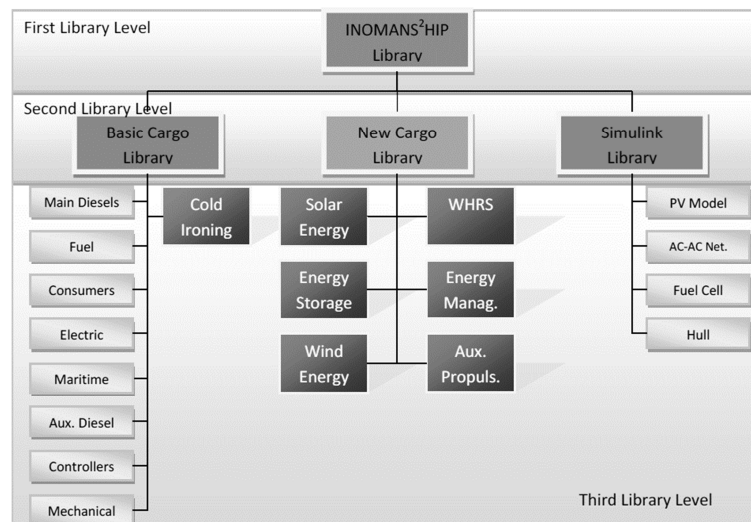 First Library Level
INOMANS²HIP
Library
Second Library Level
Basic Cargo
Library
New Cargo
Library
Simulink
Library
Main Diesels
Fuel
Consumers
Electric
Maritime
Aux. Diesel
Controllers
Mechanical
Cold
Ironing
Solar
Energy
WHRS
Energy
Storage
Energy
Manag.
Wind
Energy
Aux.
Propuls.
PV Model
AC-AC Net.
Fuel Cell
Hull
Third Library Level